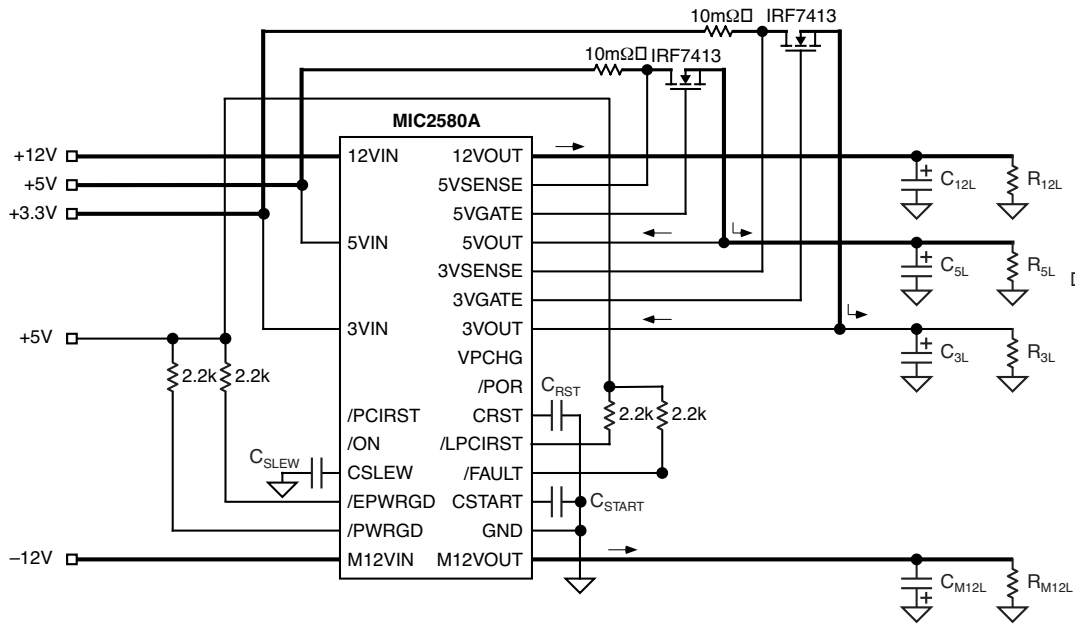 10mΩ□ IRF7413
10mΩ□ IRF7413
MIC2580A
+12V
+5V
+3.3V
+5V
–12V
12VIN
5VIN
3VIN
/PCIRST
/ON
CSLEW
/EPWRGD
/PWRGD
M12VIN
12VOUT
5VSENSE
5VGATE
5VOUT
3VSENSE
3VGATE
3VOUT
VPCHG
/POR
CRST
/LPCIRST
/FAULT
CSTART
GND
M12VOUT
2.2k
2.2k
CSLEW
CRST
2.2k
2.2k
CSTART
+
C12L
R12L
+
C5L
R5L
□
+
C3L
R3L
CM12L
+
RM12L